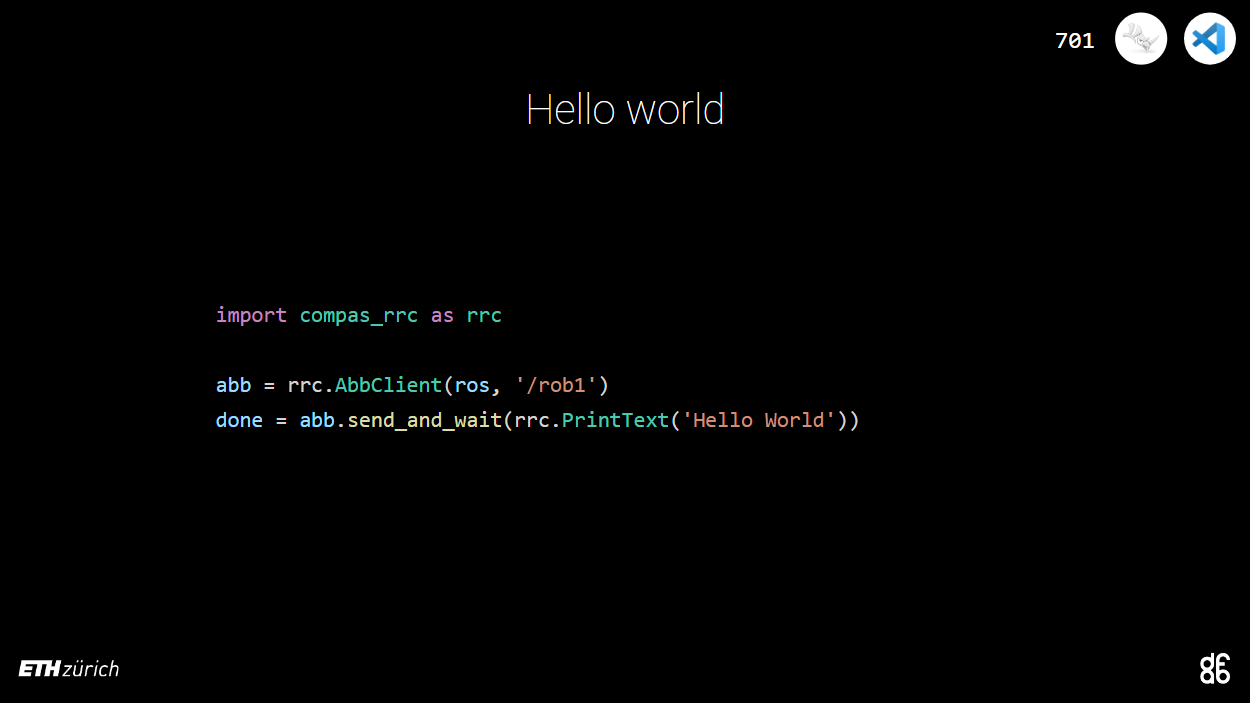 701
Hello world
import compas_rrc as rrc
abb = rrc.AbbClient(ros, '/rob1')
done = abb.send_and_wait(rrc.PrintText('Hello World'))
ETH zürich
dfab